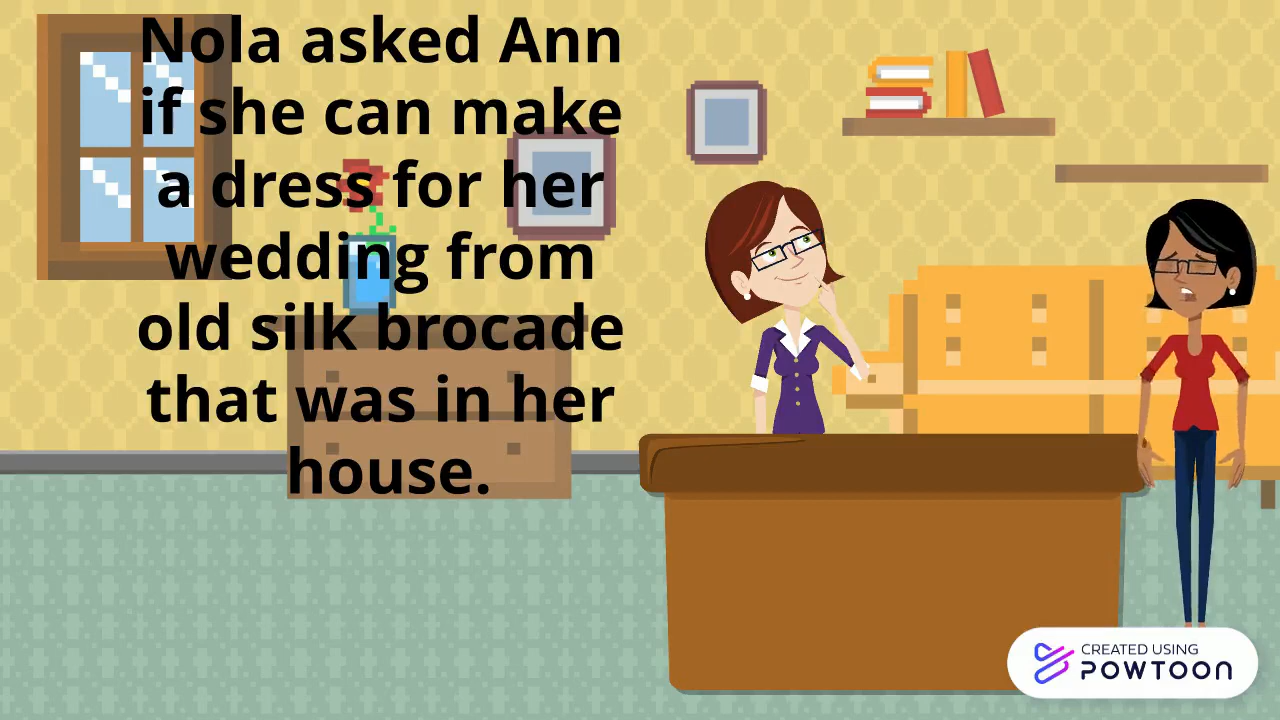 Nola asked Ann
if she can make
a dress for her
wedding from
old silk brocade
that was in her
house.
CREATED USING
POWTOON